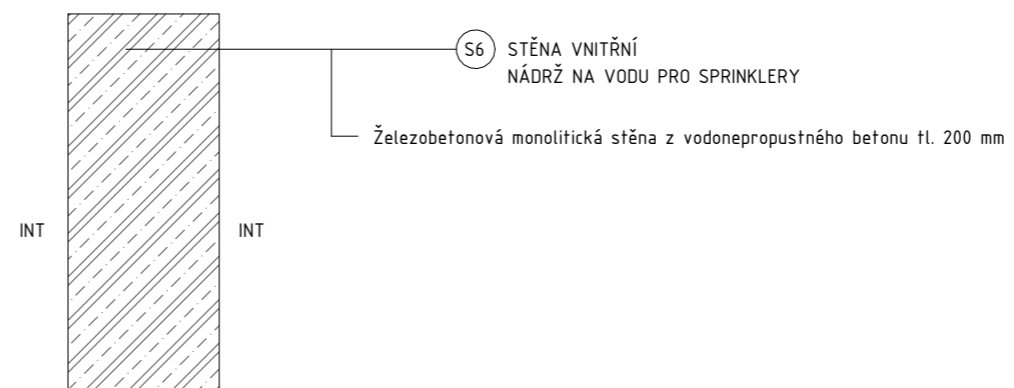 S6 STĚNA VNITŘNÍ
NÁDRŽ NA VODU PRO SPRINKLERY
Železobetonová monolitická stěna z vodonepropustného betonu tl. 200 mm
INT
INT